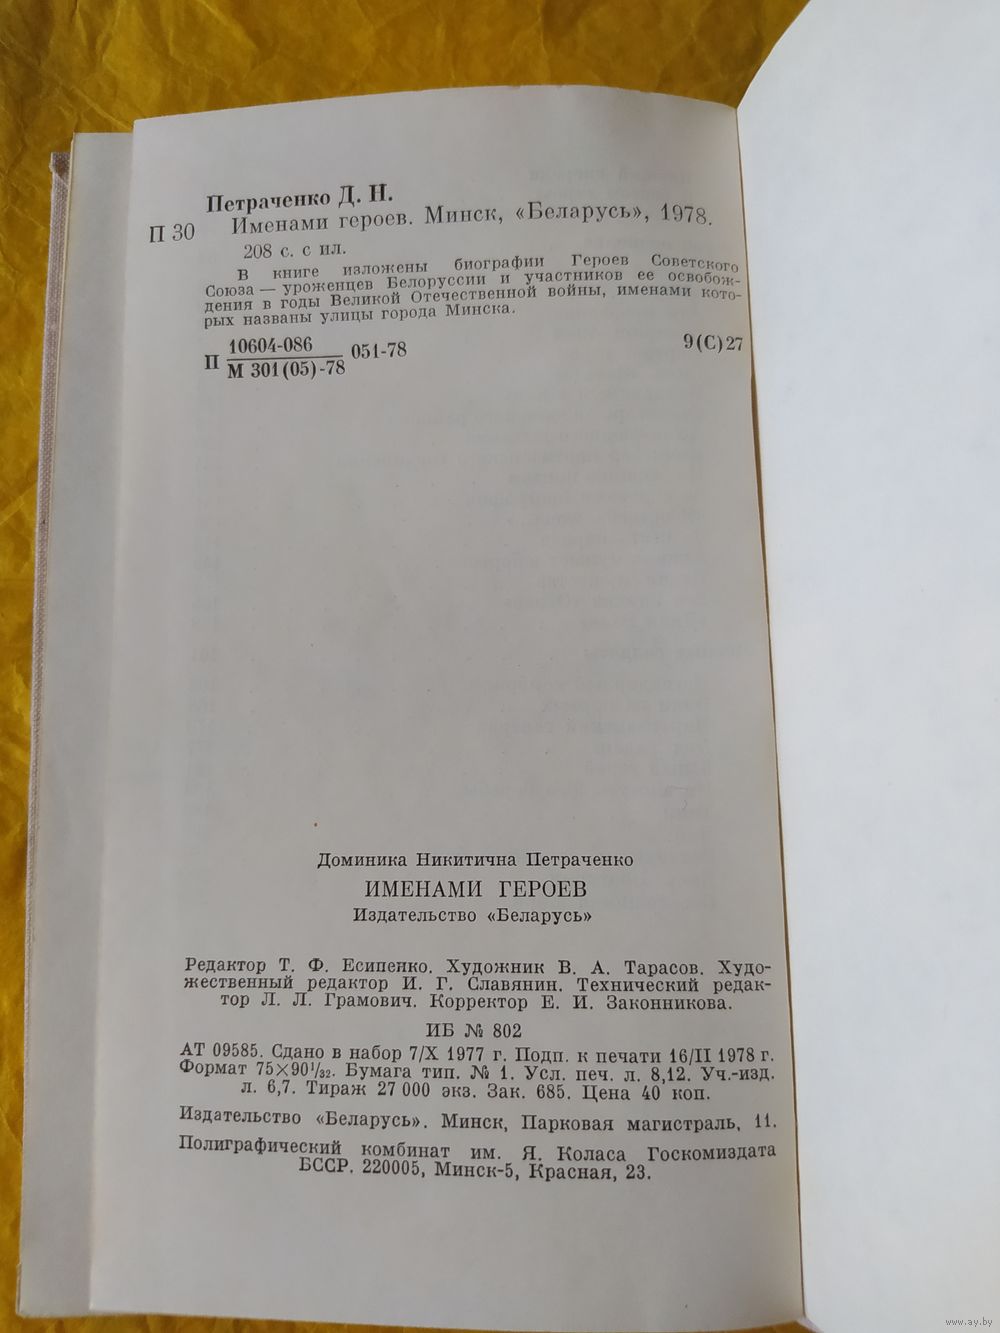 Петраченко Д. Н.
П 30 Именами героев. Минск, «Беларусь», 1978.
208 с. с ил.
В книге изложены биографии Героев Советского
Союза — уроженцев Белоруссии и участников ее освобож-
дения в годы Великой Отечественной войны, именами кото-
рых названы улицы города Минска.
П 10604-086 051-78 9(С)27
М 301(05)-78
Доминика Никитична Петраченко
ИМЕНАМИ ГЕРОЕВ
Издательство «Беларусь»
Редактор Т. Ф. Есипенко. Художник В. А. Тарасов. Худо-
жественный редактор И. Г. Славянин. Технический редак-
тор Л. Л. Грамович. Корректор Е. И. Законникова.
ИБ № 802
АТ 09585. Сдано в набор 7/X 1977 г. Подп. к печати 16/II 1978 г.
Формат 75×90¹/₃₂. Бумага тип. № 1. Усл. печ. л. 8,12. Уч.-изд.
л. 6,7. Тираж 27 000 экз. Зак. 685. Цена 40 коп.
Издательство «Беларусь». Минск, Парковая магистраль, 11.
Полиграфический комбинат им. Я. Коласа Госкомиздата
БССР. 220005, Минск-5, Красная, 23.
www.ay.by